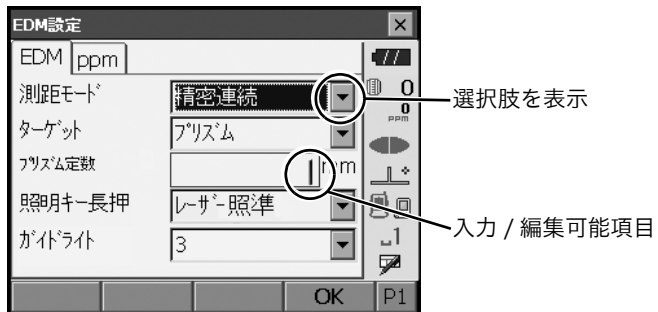 EDM設定
EDM ppm
測距モード 精密連続
0
ターゲット プリズム
0
PPM
プリズム定数 mm
照明キー長押 レーザー照準
ガイドライト 3
1
OK P1
選択肢を表示
入力 / 編集可能項目